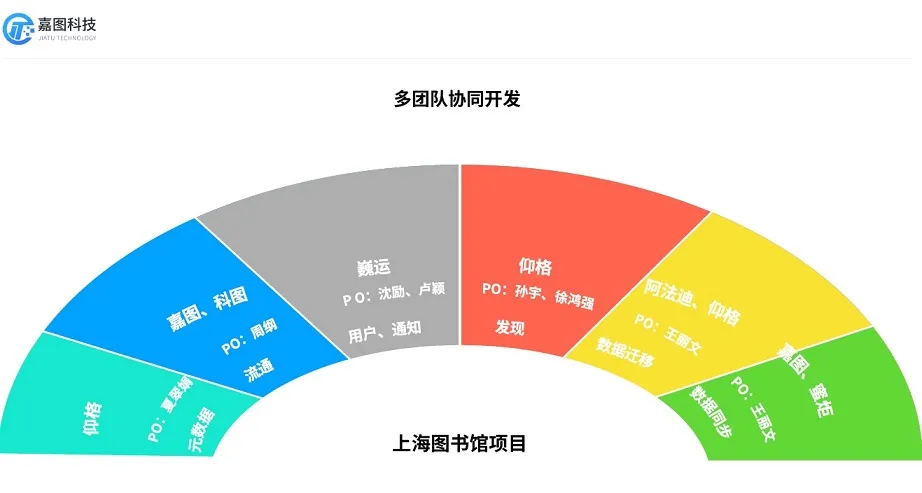 嘉图科技
JIATU TECHNOLOGY
多团队协同开发
仰格
PO：夏翠娟
元数据
嘉图、科图
PO：周纲
流通
巍运
PO：沈励、卢颖
用户、通知
仰格
PO：孙宇、徐鸿强
发现
阿法迪、仰格
PO：王丽文
数据迁移
嘉图、蜜炬
PO：王丽文
数据同步
上海图书馆项目